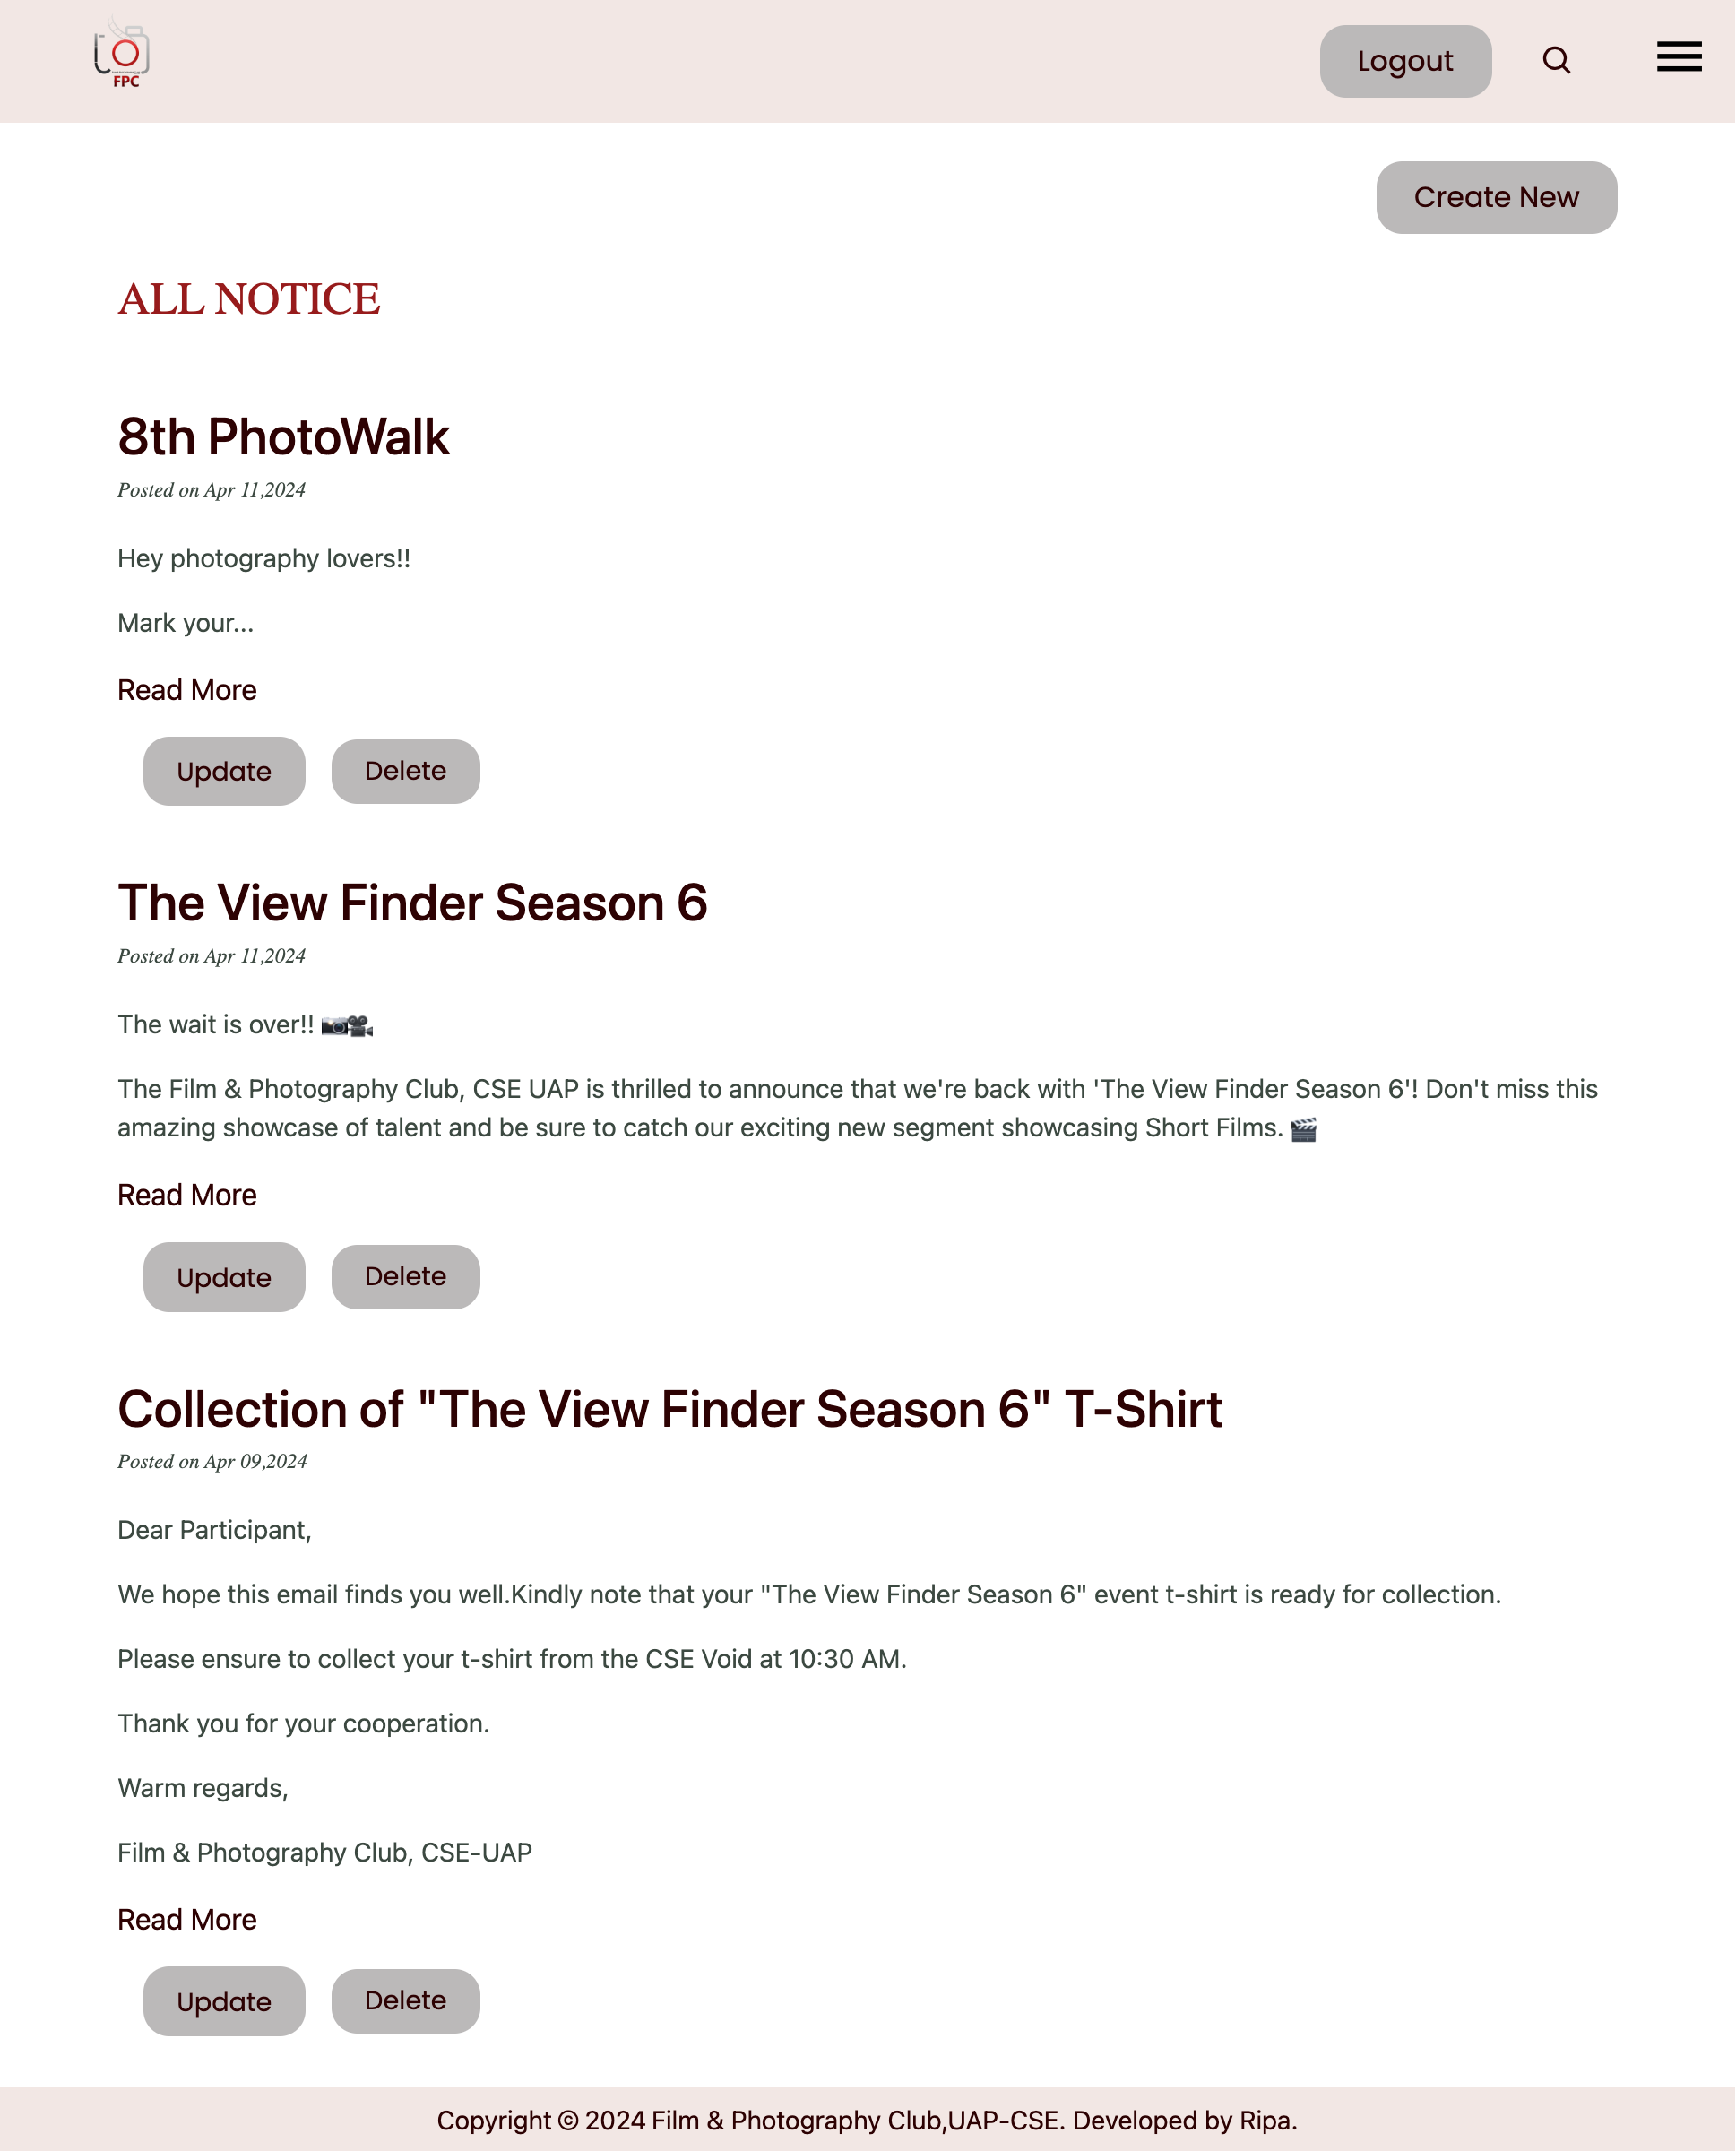 FPC
Logout
Create New
ALL NOTICE
8th PhotoWalk
Posted on Apr 11,2024
Hey photography lovers!!
Mark your...
Read More
Update Delete
The View Finder Season 6
Posted on Apr 11,2024
The wait is over!! 📷🎥
The Film & Photography Club, CSE UAP is thrilled to announce that we're back with 'The View Finder Season 6'! Don't miss this
amazing showcase of talent and be sure to catch our exciting new segment showcasing Short Films. 🎬
Read More
Update Delete
Collection of "The View Finder Season 6" T-Shirt
Posted on Apr 09,2024
Dear Participant,
We hope this email finds you well.Kindly note that your "The View Finder Season 6" event t-shirt is ready for collection.
Please ensure to collect your t-shirt from the CSE Void at 10:30 AM.
Thank you for your cooperation.
Warm regards,
Film & Photography Club, CSE-UAP
Read More
Update Delete
Copyright © 2024 Film & Photography Club,UAP-CSE. Developed by Ripa.